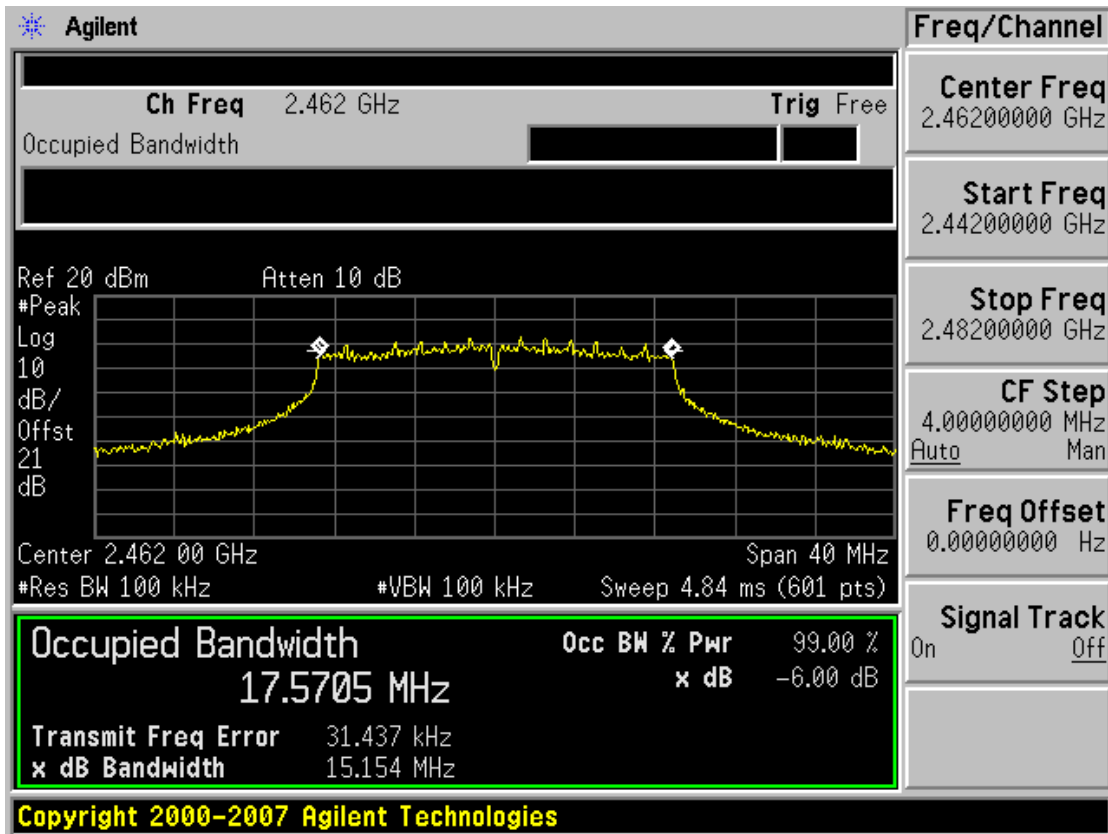 Agilent
Freq/Channel
Ch Freq 2.462 GHz Trig Free
Occupied Bandwidth
Center Freq
2.46200000 GHz
Start Freq
2.44200000 GHz
Stop Freq
2.48200000 GHz
CF Step
4.00000000 MHz
Auto Man
Freq Offset
0.00000000 Hz
Signal Track
On Off
Ref 20 dBm Atten 10 dB
#Peak
Log
10
dB/
Offst
21
dB
Center 2.462 00 GHz Span 40 MHz
#Res BW 100 kHz #VBW 100 kHz Sweep 4.84 ms (601 pts)
Occupied Bandwidth Occ BW % Pwr 99.00 %
17.5705 MHz x dB -6.00 dB
Transmit Freq Error 31.437 kHz
x dB Bandwidth 15.154 MHz
Copyright 2000-2007 Agilent Technologies